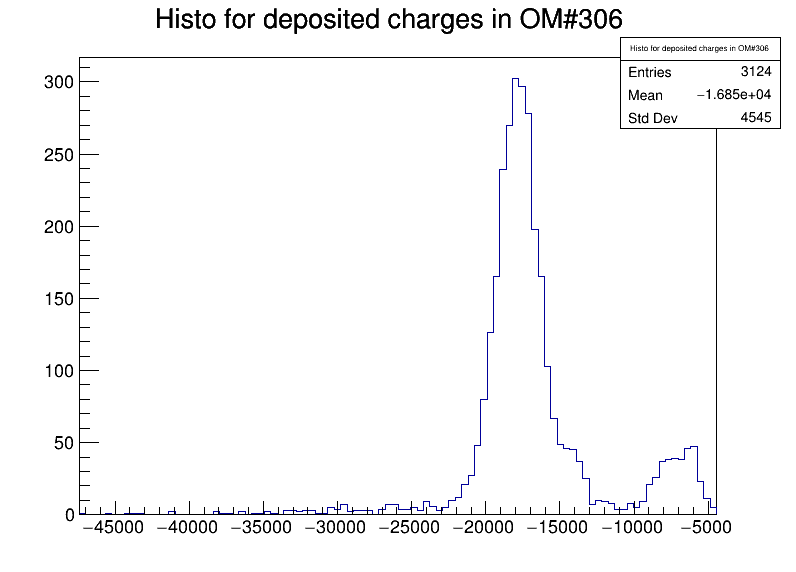 Histo for deposited charges in OM#306
Histo for deposited charges in OM#306
Entries 3124
Mean −1.685e+04
Std Dev 4545
300
250
200
150
100
50
0
−45000 −40000 −35000 −30000 −25000 −20000 −15000 −10000 −5000